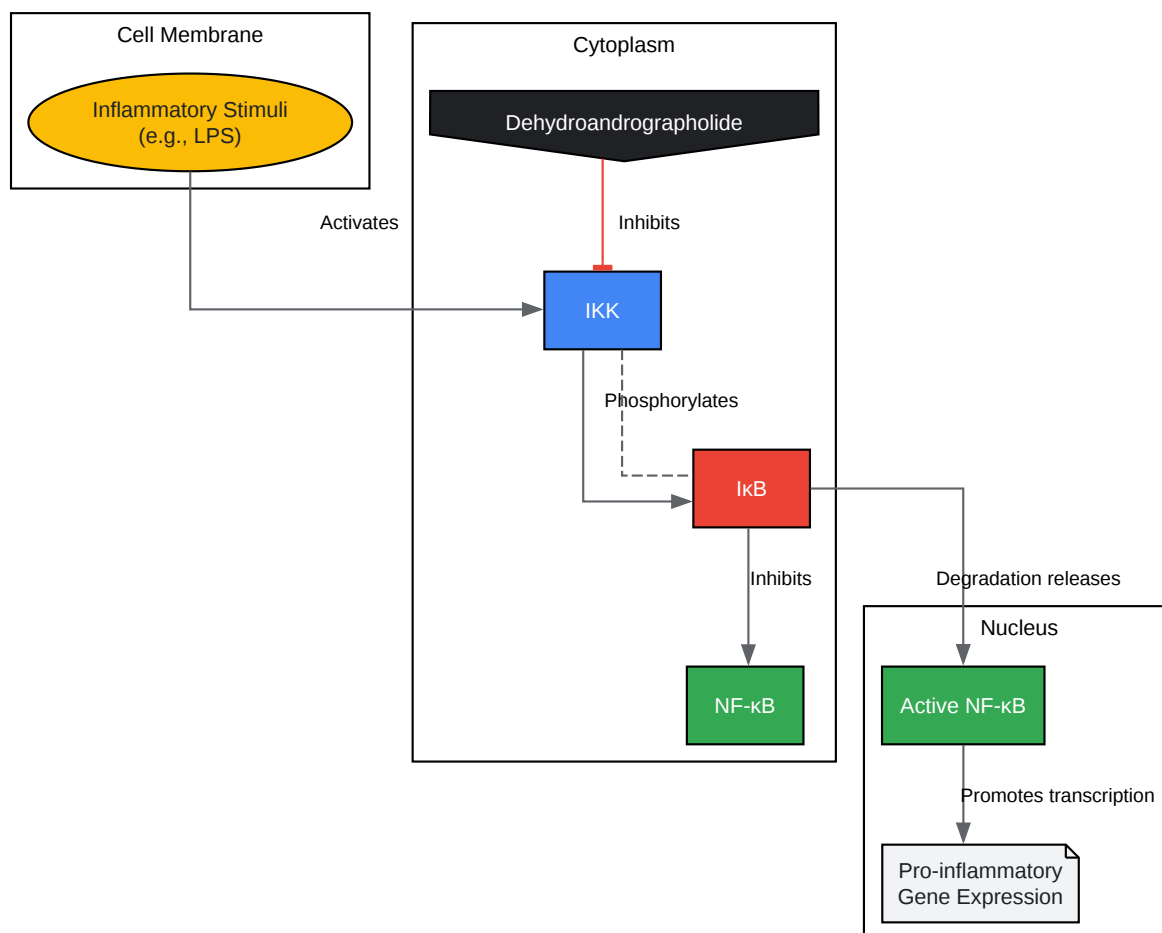 Cell Membrane
Inflammatory Stimuli
(e.g., LPS)
Cytoplasm
Dehydroandrographolide
Activates
Inhibits
IKK
Phosphorylates
IκB
Inhibits
Degradation releases
Nucleus
NF-κB
Active NF-κB
Promotes transcription
Pro-inflammatory
Gene Expression